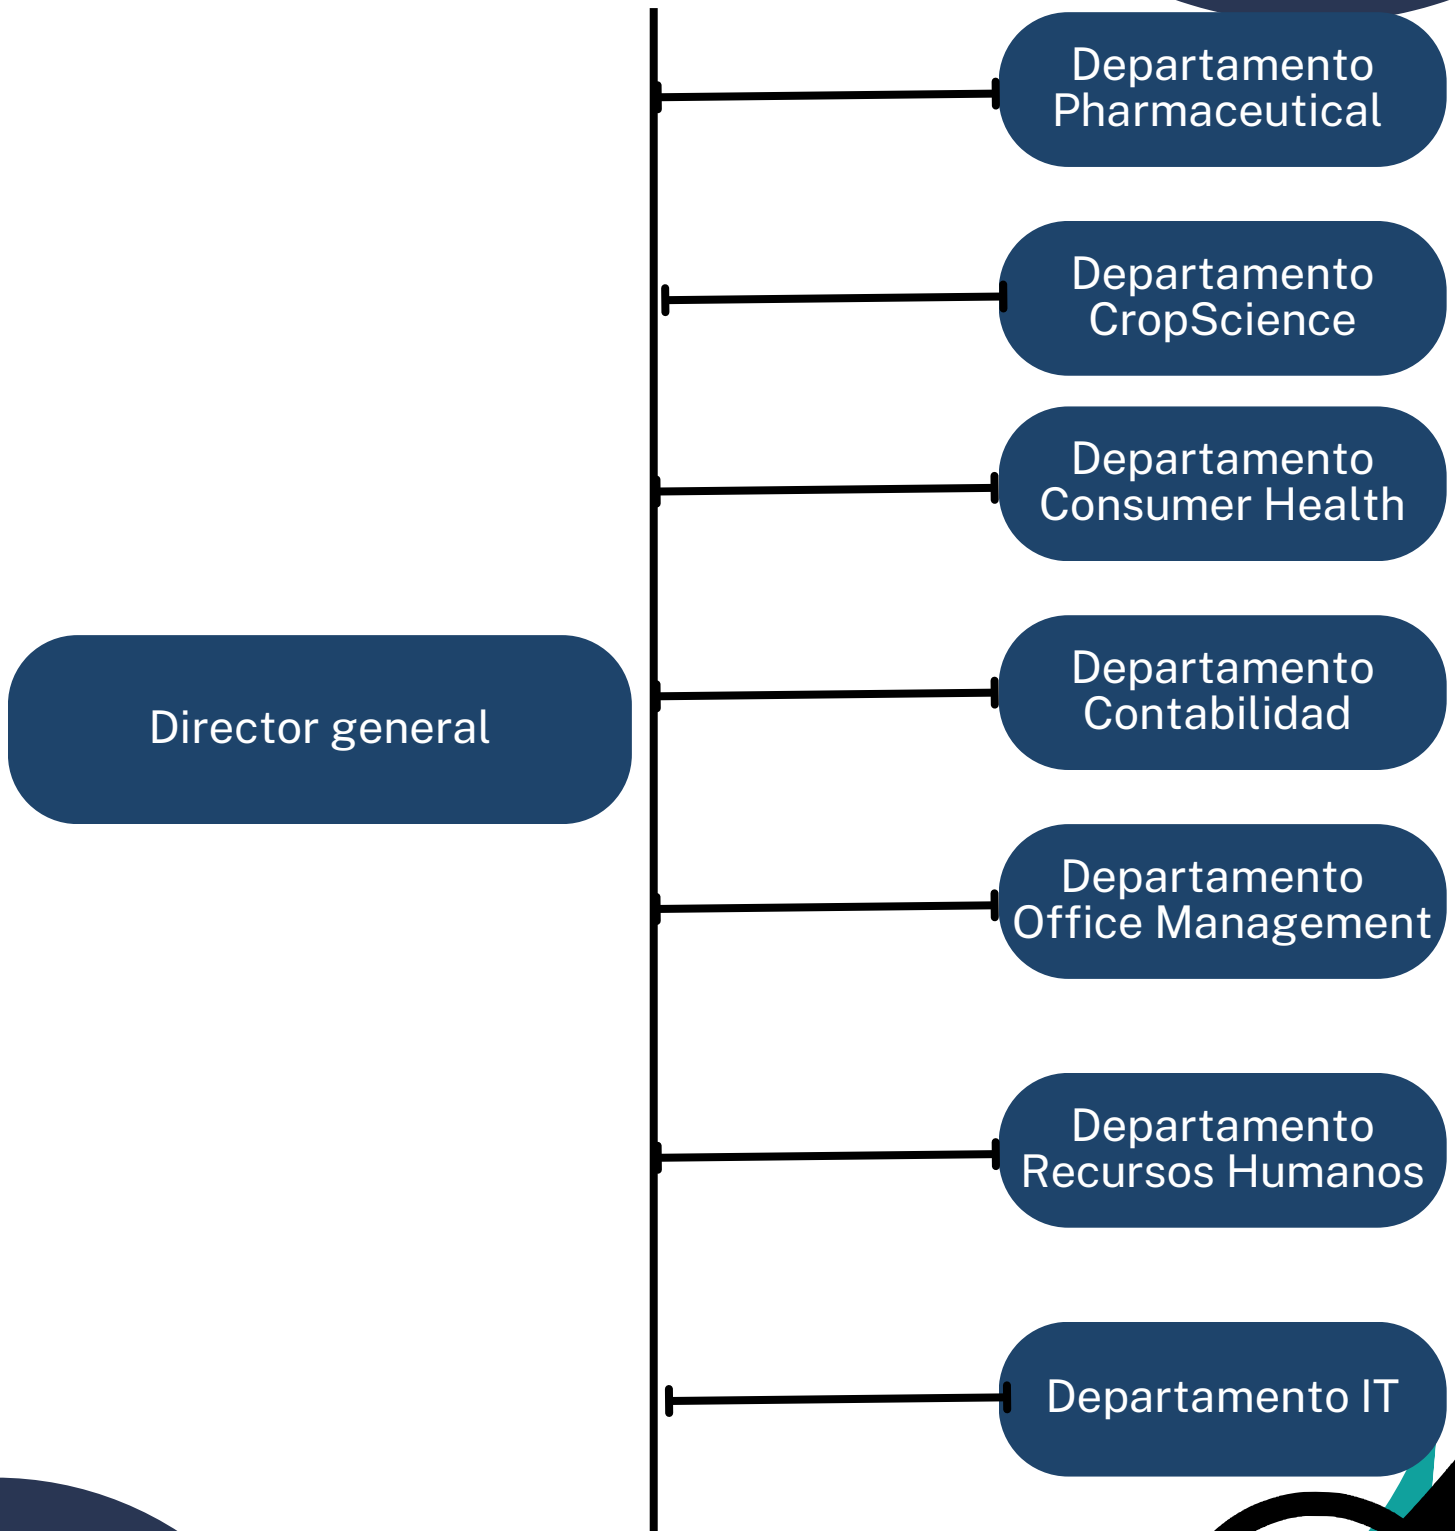 Departamento
Pharmaceutical
Departamento
CropScience
Departamento
Consumer Health
Departamento
Contabilidad
Director general
Departamento
Office Management
Departamento
Recursos Humanos
Departamento IT